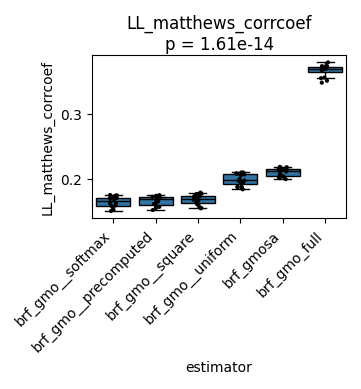 LL_matthews_corrcoef
p = 1.61e-14
LL_matthews_corrcoef
0.3
0.2
brf_gmo__softmax
brf_gmo__precomputed
brf_gmo__square
brf_gmo__uniform
brf_gmosa
brf_gmo_full
estimator